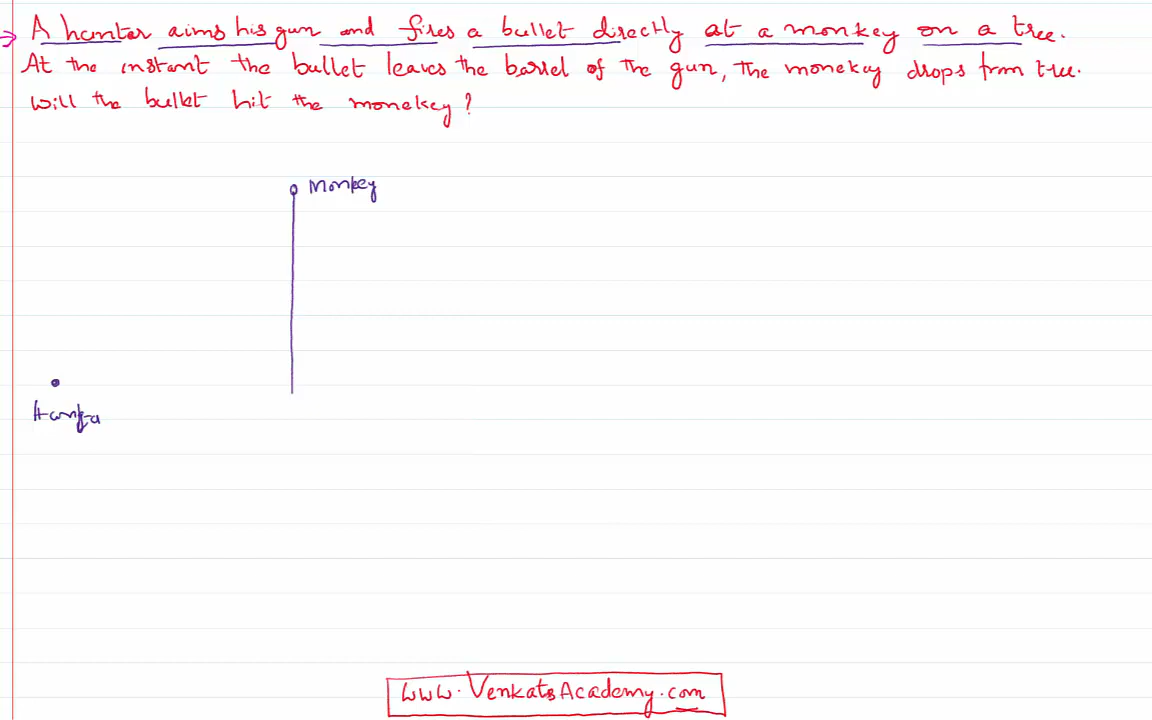 ⇒ A hunter aims his gun and fires a bullet directly at a monkey on a tree.
At the instant the bullet leaves the barrel of the gun, the monekey drops from tree.
Will the bullet hit the monekey?
Monkey
www.VenkatsAcademy.com